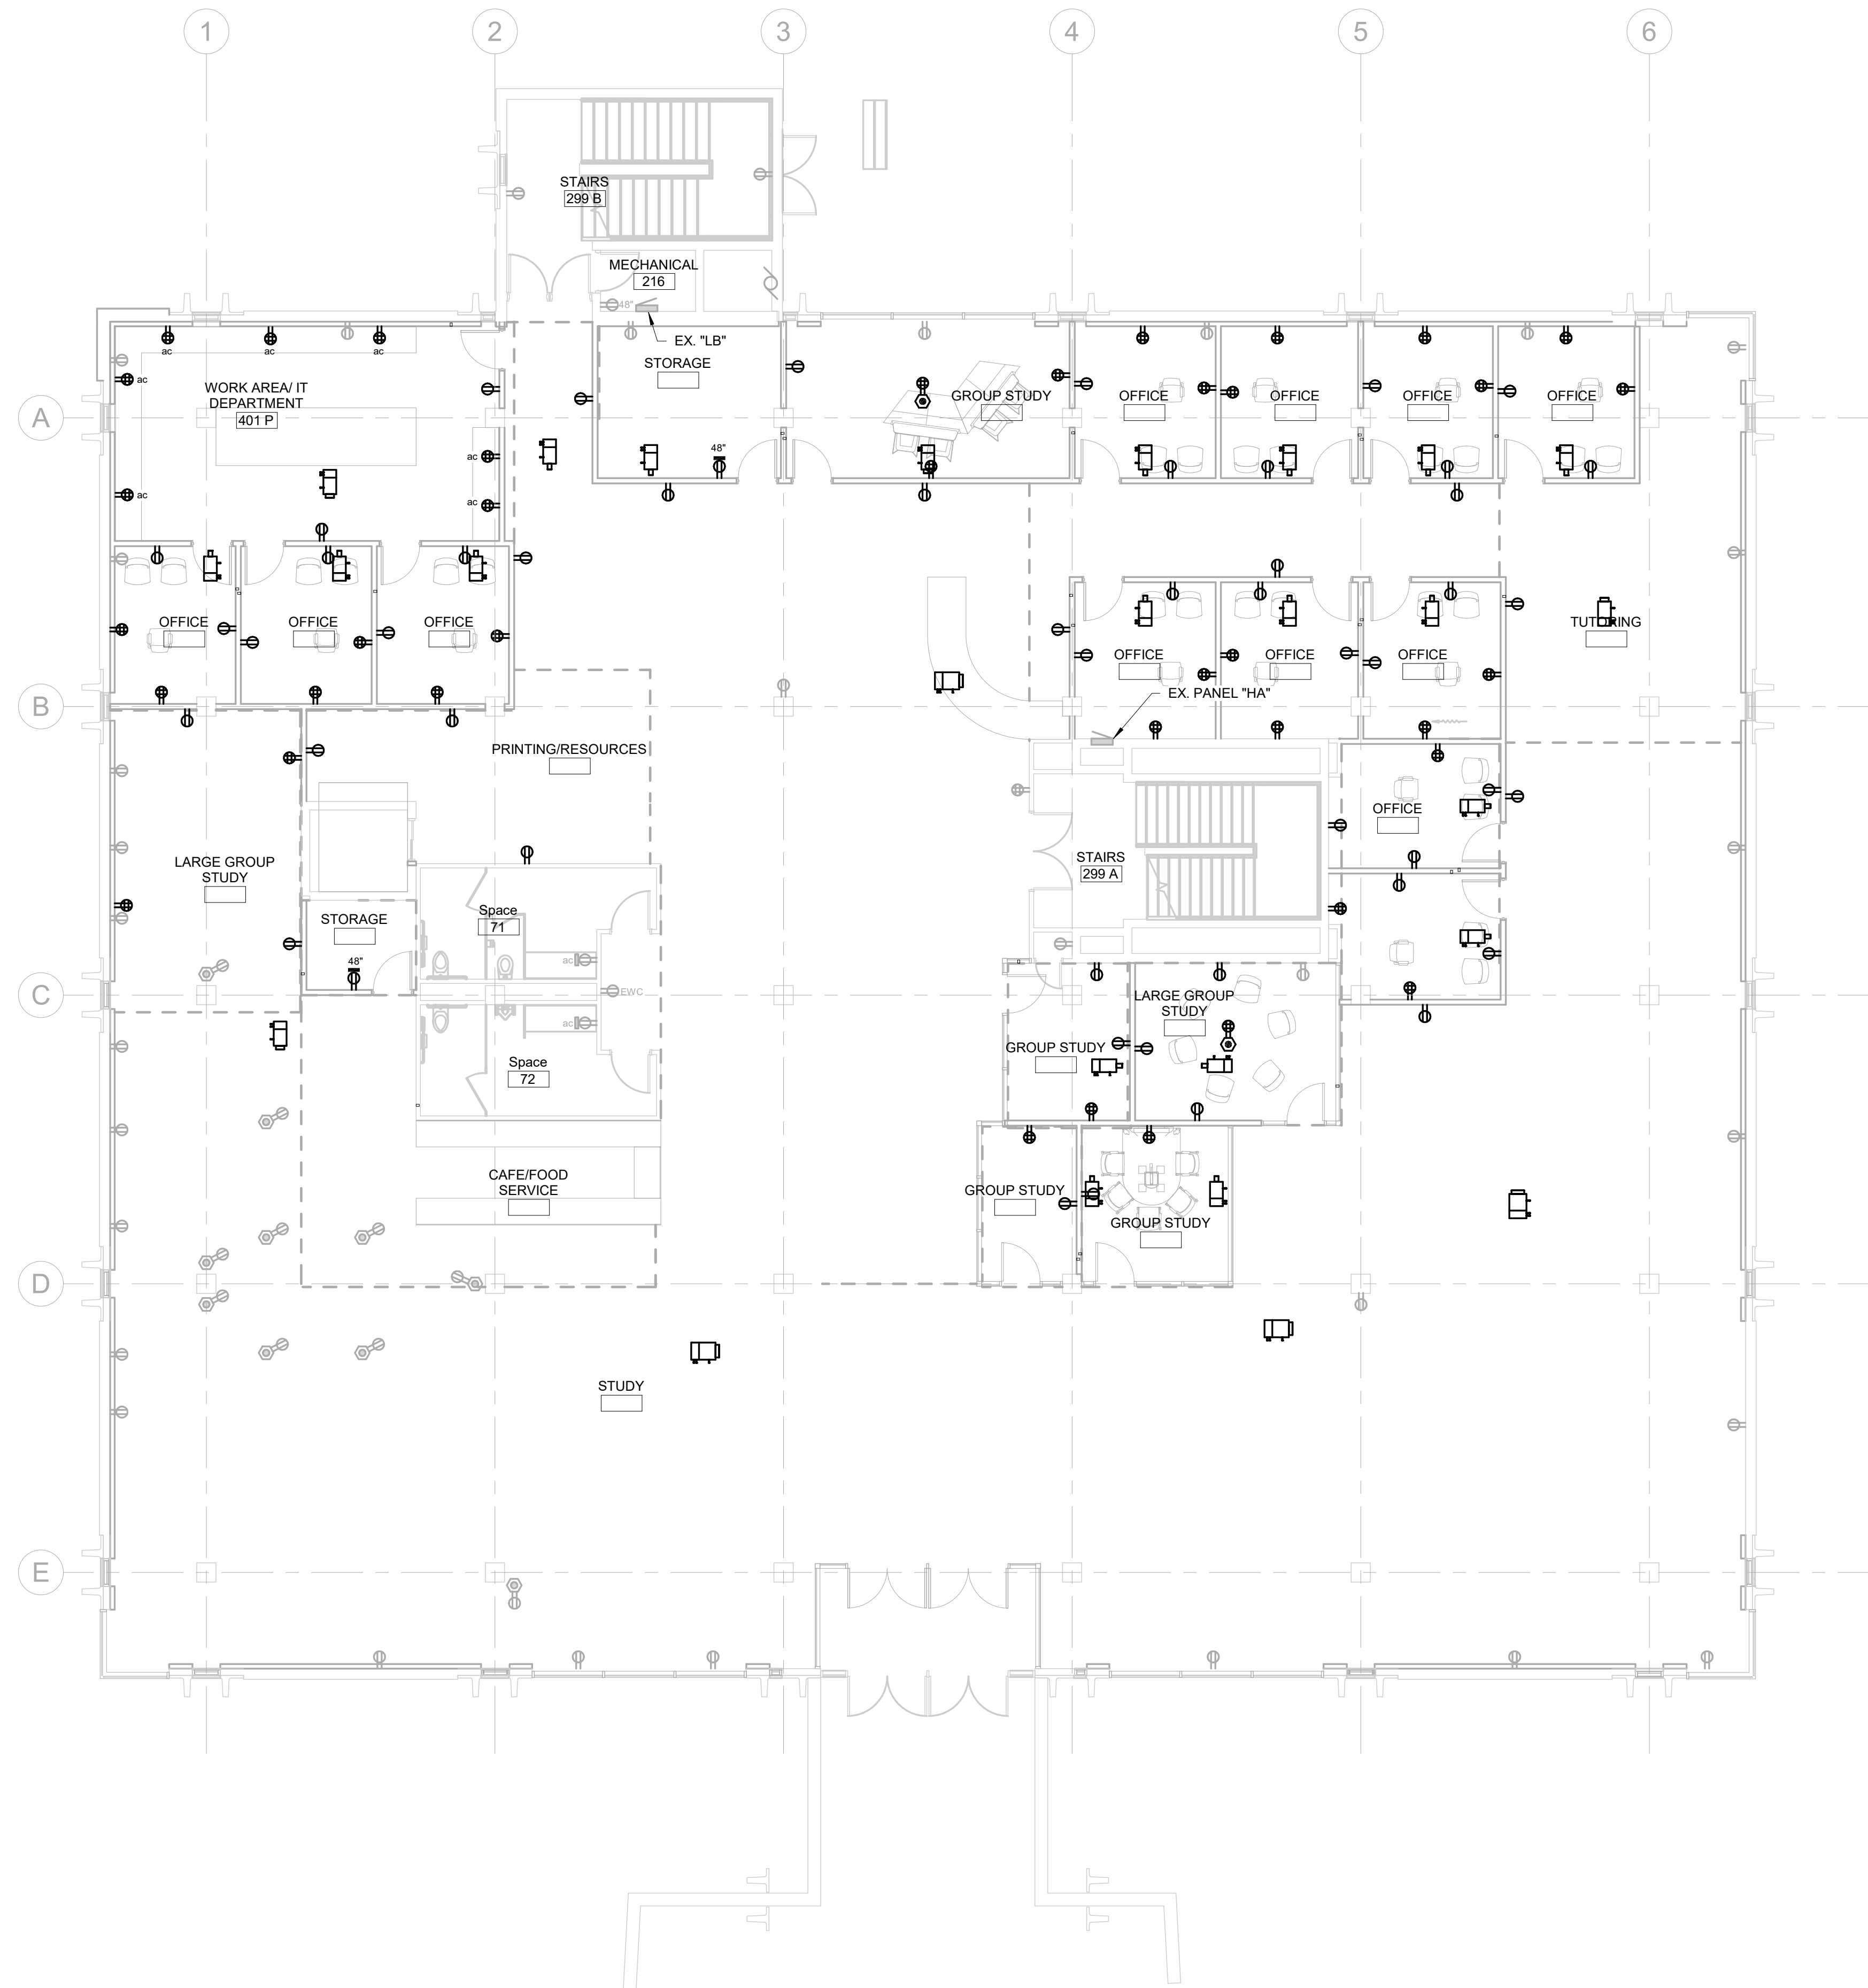 1 2 3 4 5 6
STAIRS
299 B
MECHANICAL
216
48"
EX. "LB"
STORAGE
ac ac ac
ac
WORK AREA/ IT
DEPARTMENT
401 P
A
GROUP STUDY
OFFICE OFFICE OFFICE OFFICE
48"
ac
ac
ac
OFFICE OFFICE OFFICE
TUTORING
OFFICE OFFICE OFFICE
EX. PANEL "HA"
B
PRINTING/RESOURCES
OFFICE
LARGE GROUP
STUDY
STAIRS
299 A
STORAGE
48"
Space
71
ac
EWC
C
LARGE GROUP
STUDY
ac
GROUP STUDY
Space
72
CAFE/FOOD
SERVICE
GROUP STUDY
GROUP STUDY
D
STUDY
E